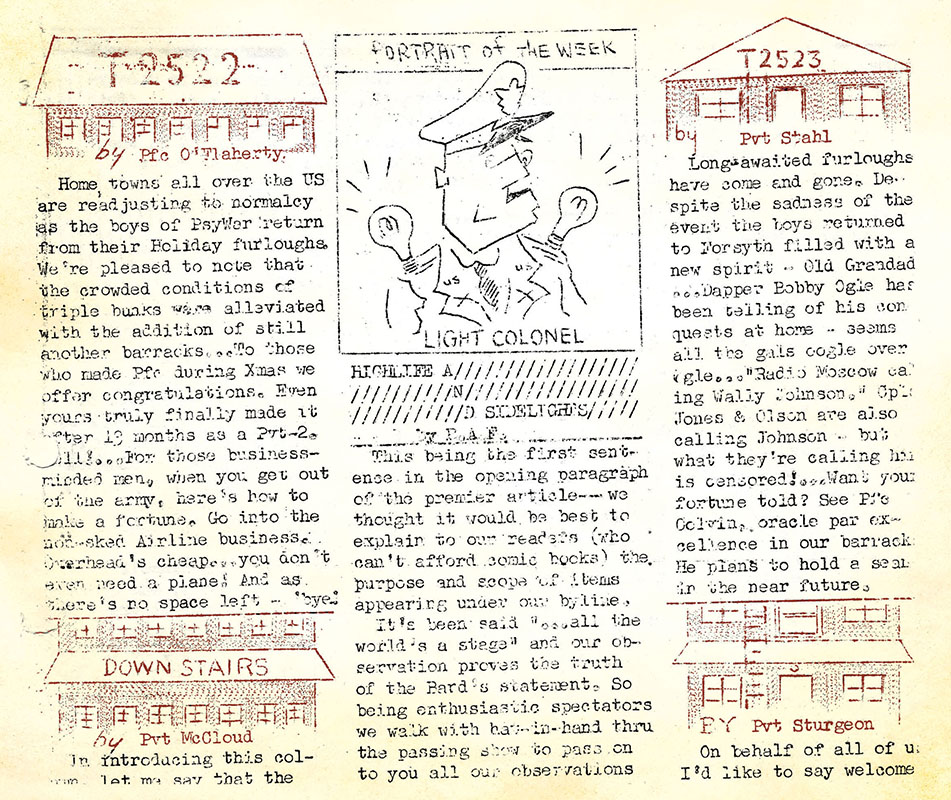 T 2522
by Pfc O'Flaherty
Home towns all over the US
are readjusting to normalcy
as the boys of PsyWar return
from their Holiday furloughs.
We're pleased to note that
the crowded conditions of
triple bunks were alleviated
with the addition of still
another barracks...To those
who made Pfc during Xmas we
offer congratulations. Even
yours truly finally made it
after 13 months as a Pvt-2.
For those business-
minded men, when you get out
of the army, here's how to
make a fortune. Go into the
non-sked Airline business.
Overhead's cheap...you don't
even need a plane! And as
there's no space left - 'bye!
DOWN STAIRS
by Pvt McCloud
In introducing this col-
umn, let me say that the
PORTRAIT of the WEEK
US
US
LIGHT COLONEL
HIGHLIFE A////////////////
/////////N////////////////
//////////D SIDELIGHTS/////
by P.A.F.
This being the first sent-
ence in the opening paragraph
of the premier article--we
thought it would be best to
explain to our readers (who
can't afford comic books) the
purpose and scope of items
appearing under our byline.
It's been said "...all the
world's a stage" and our ob-
servation proves the truth
of the Bard's statement. So
being enthusiastic spectators
we walk with hat-in-hand thru
the passing show to pass on
to you all our observations
T 2523
by Pvt Stahl
Long-awaited furloughs
have come and gone. De-
spite the sadness of the
event the boys returned
to Forsyth filled with a
new spirit - Old Grandad
...Dapper Bobby Ogle has
been telling of his con
quests at home - seems
all the gals oogle over
Ogle..."Radio Moscow cal
ing Wally Johnson." Cpls
Jones & Olson are also
calling Johnson - but
what they're calling him
is censored!...Want your
fortune told? See Pfc
Colvin, oracle par ex-
cellence in our barrack
He plans to hold a sean
in the near future.
BY Pvt Sturgeon
On behalf of all of u
I'd like to say welcome